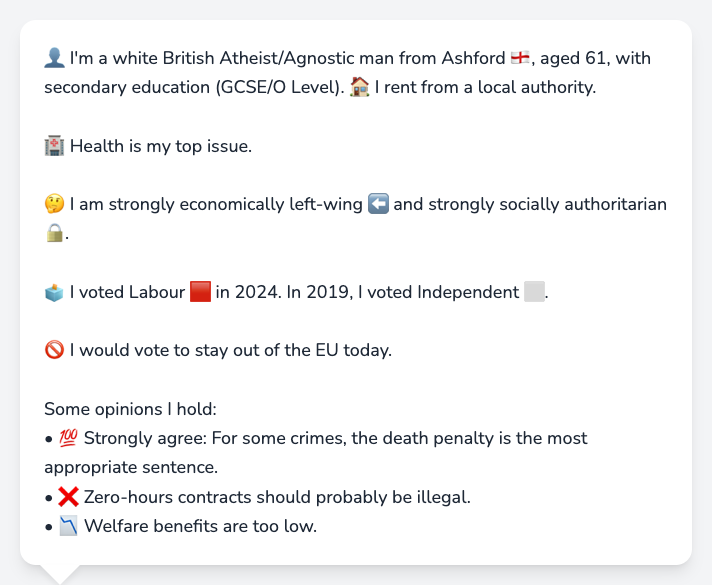 👤 I'm a white British Atheist/Agnostic man from Ashford 🏴󠁧󠁢󠁥󠁮󠁧󠁿, aged 61, with
secondary education (GCSE/O Level). 🏠 I rent from a local authority.
🏥 Health is my top issue.
🤔 I am strongly economically left-wing ⬅️ and strongly socially authoritarian
🔒.
🗳️ I voted Labour 🟥 in 2024. In 2019, I voted Independent ⬜.
🚫 I would vote to stay out of the EU today.
Some opinions I hold:
• 💯 Strongly agree: For some crimes, the death penalty is the most
appropriate sentence.
• ❌ Zero-hours contracts should probably be illegal.
• 📉 Welfare benefits are too low.